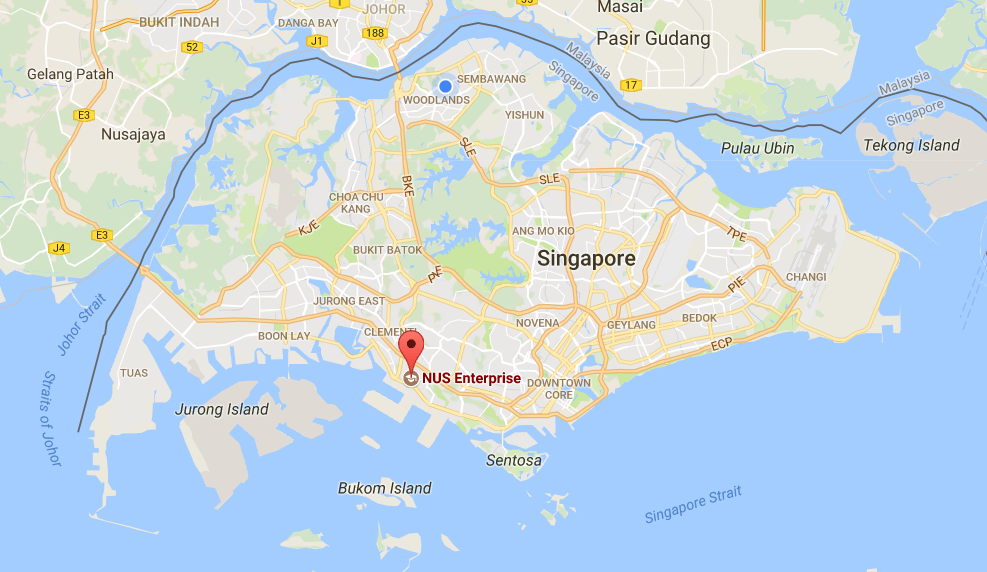 Masai
33
1
JOHOR
BUKIT INDAH
DANGA BAY
J1
188
52
Pasir Gudang
Malaysia
Singapore
17
Malaysia
Singapore
Gelang Patah
SEMBAWANG
WOODLANDS
YISHUN
E3
Nusajaya
SLE
Pulau Ubin
Tekong Island
BKE
SLE
CHOA CHU
KANG
KJE
ANG MO KIO
TPE
E3
J4
BUKIT BATOK
Singapore
PIE
CHANGI
PIE
Johor Strait
JURONG EAST
BOON LAY
CLEMENTI
NOVENA
GEYLANG
BEDOK
ECP
TUAS
NUS Enterprise
DOWNTOWN
CORE
Straits of Johor
Jurong Island
Sentosa
Bukom Island
Singapore Strait